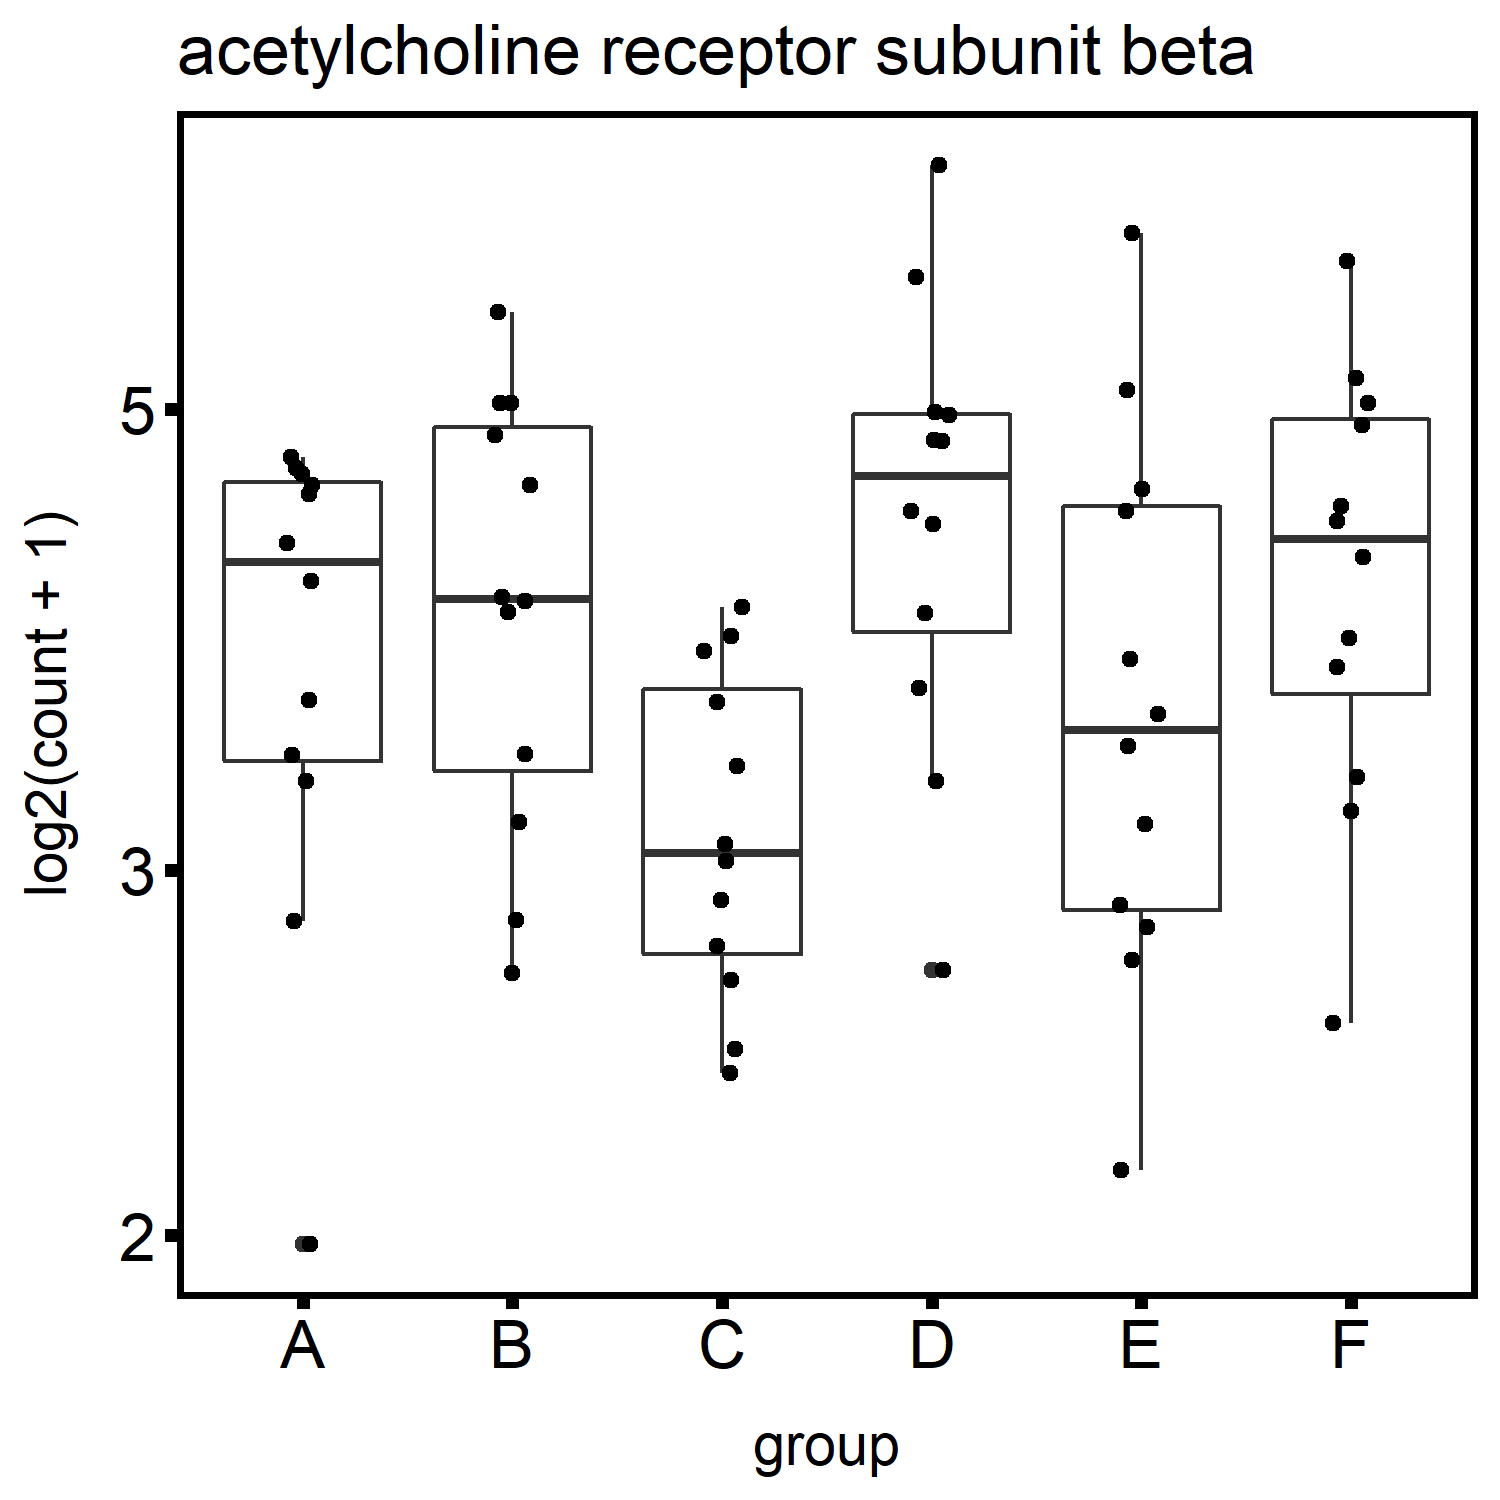 acetylcholine receptor subunit beta
log2(count + 1)
5
3
2
A B C D E F
group